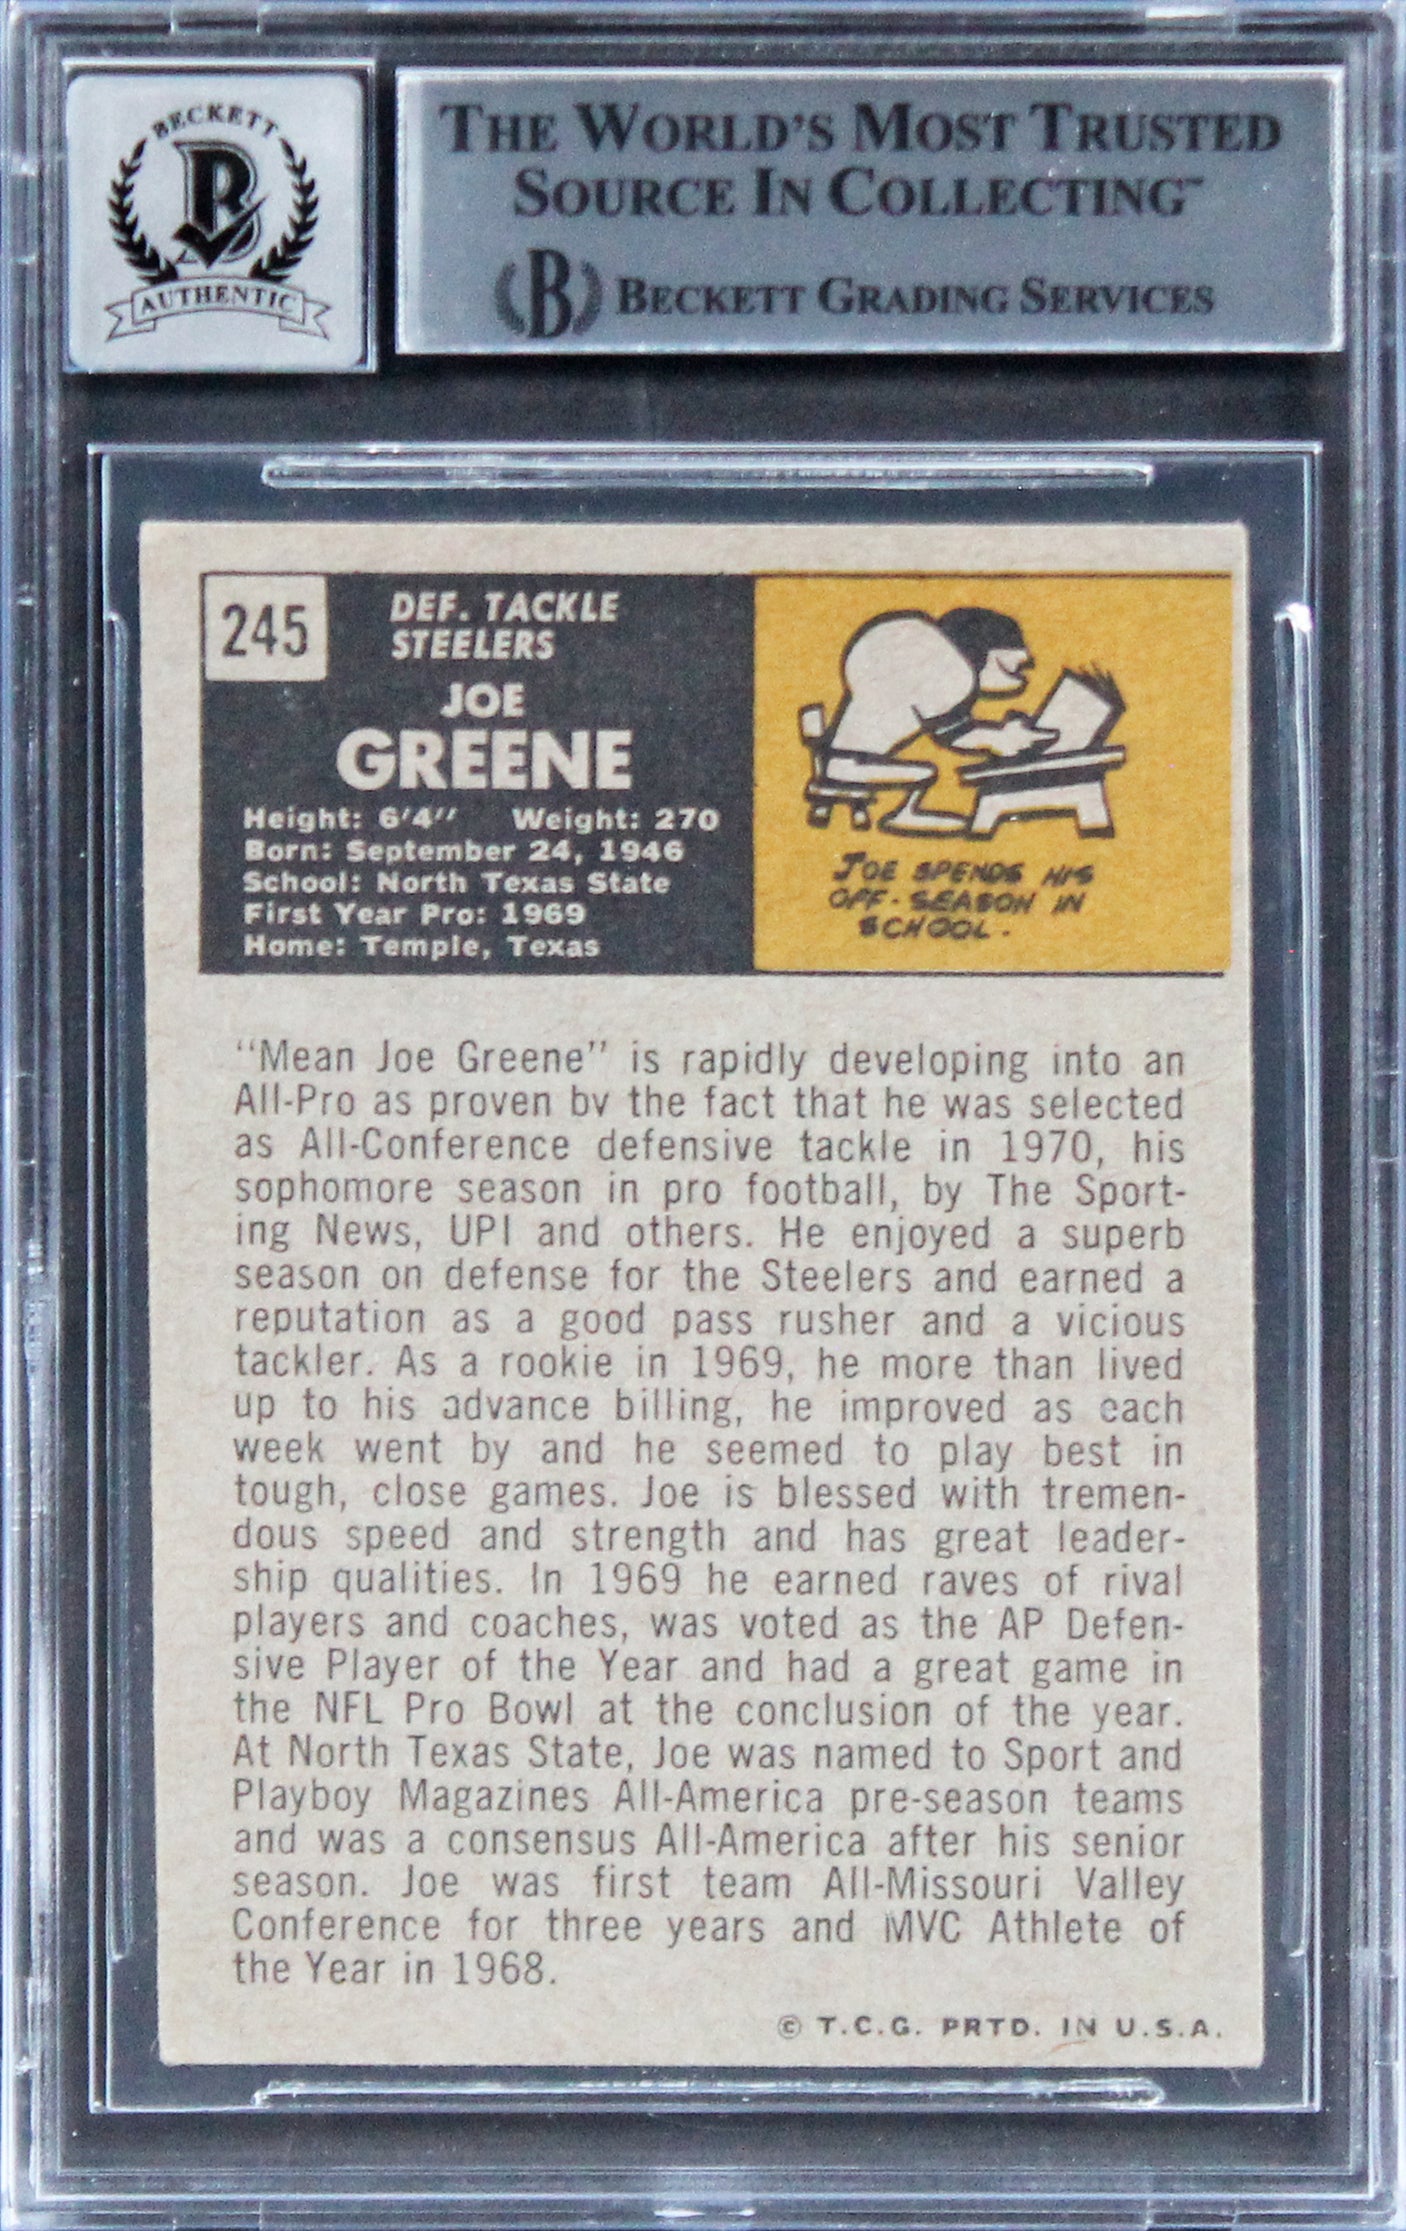 BECKETT
B
AUTHENTIC
THE WORLD'S MOST TRUSTED
SOURCE IN COLLECTING™
B BECKETT GRADING SERVICES
245
DEF. TACKLE
STEELERS
JOE
GREENE
Height: 6'4" Weight: 270
Born: September 24, 1946
School: North Texas State
First Year Pro: 1969
Home: Temple, Texas
JOE SPENDS HIS
OFF-SEASON IN
SCHOOL.
"Mean Joe Greene" is rapidly developing into an
All-Pro as proven by the fact that he was selected
as All-Conference defensive tackle in 1970, his
sophomore season in pro football, by The Sport-
ing News, UPI and others. He enjoyed a superb
season on defense for the Steelers and earned a
reputation as a good pass rusher and a vicious
tackler. As a rookie in 1969, he more than lived
up to his advance billing, he improved as each
week went by and he seemed to play best in
tough, close games. Joe is blessed with tremen-
dous speed and strength and has great leader-
ship qualities. In 1969 he earned raves of rival
players and coaches, was voted as the AP Defen-
sive Player of the Year and had a great game in
the NFL Pro Bowl at the conclusion of the year.
At North Texas State, Joe was named to Sport and
Playboy Magazines All-America pre-season teams
and was a consensus All-America after his senior
season. Joe was first team All-Missouri Valley
Conference for three years and MVC Athlete of
the Year in 1968.
© T.C.G. PRTD. IN U.S.A.